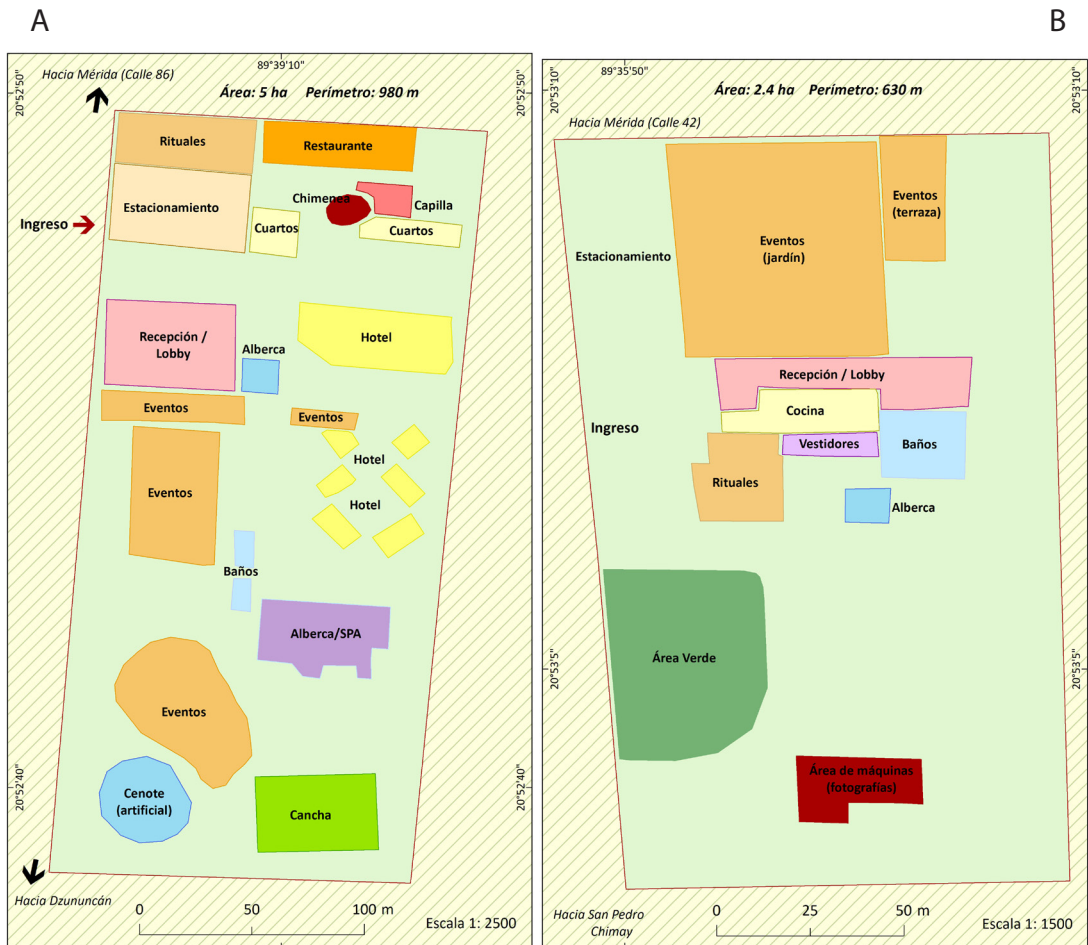 A
B
Hacia Mérida (Calle 86)
89°39'10"
20°52'50"
20°52'50"
Área: 5 ha Perímetro: 980 m
Rituales
Restaurante
Estacionamiento
Chimenea
Capilla
Ingreso
Cuartos
Cuartos
Recepción /
Lobby
Alberca
Hotel
Eventos
Eventos
Hotel
Eventos
Hotel
Baños
Alberca/SPA
Eventos
20°52'40"
20°52'40"
Cenote
(artificial)
Cancha
Hacia Dzununcán
0 50 100 m
Escala 1: 2500
89°35'50"
20°53'10"
20°53'10"
Área: 2.4 ha Perímetro: 630 m
Hacia Mérida (Calle 42)
Eventos
(terraza)
Eventos
(jardín)
Estacionamiento
Recepción / Lobby
Cocina
Ingreso
Vestidores
Baños
Rituales
Alberca
Área Verde
20°53'5"
20°53'5"
Área de máquinas
(fotografías)
Hacia San Pedro
Chimay
0 25 50 m
Escala 1: 1500